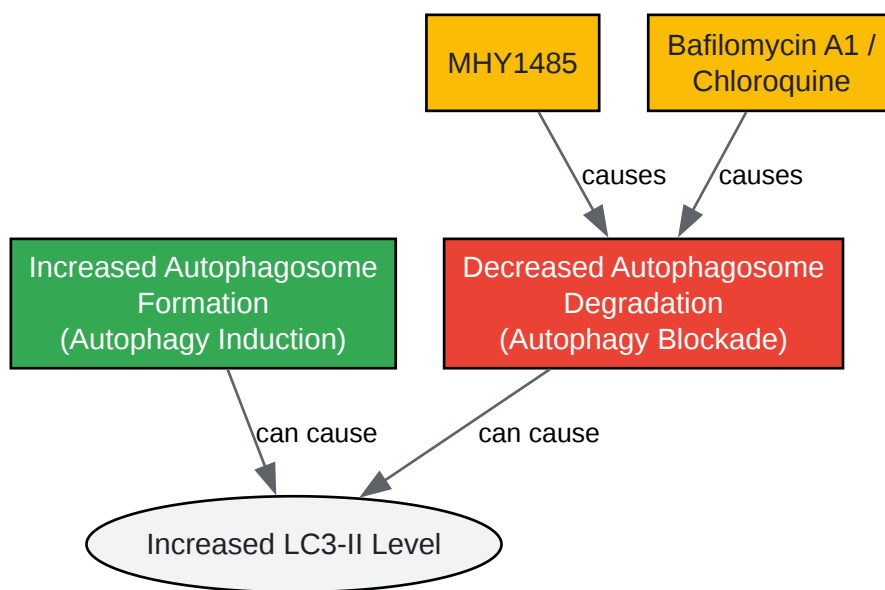 MHY1485
Bafilomycin A1 /
Chloroquine
causes
causes
Increased Autophagosome
Formation
(Autophagy Induction)
Decreased Autophagosome
Degradation
(Autophagy Blockade)
can cause
can cause
Increased LC3-II Level